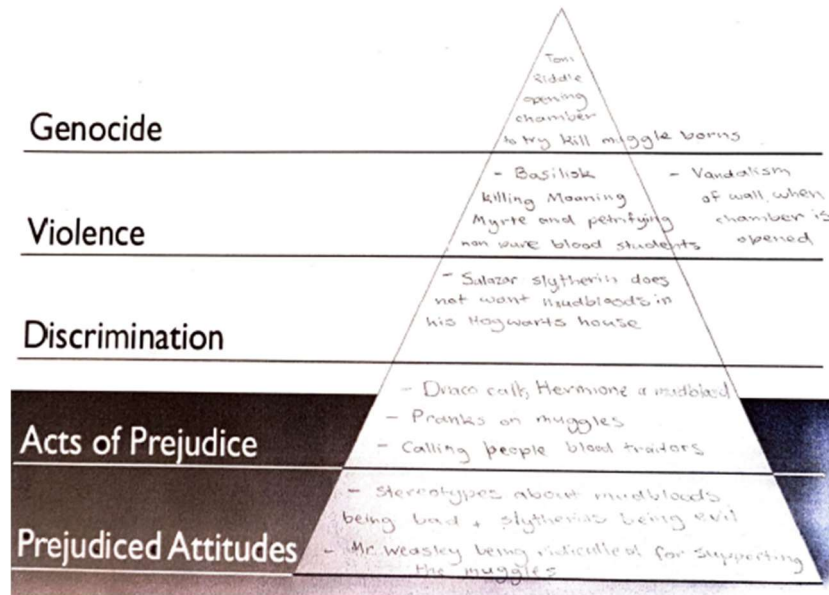 Tom
Riddle
opening
chamber
Genocide
to try kill muggle borns
- Basilisk
killing Moaning
Myrte and petrifying
non pure blood students
- Vandalism
of wall, when
chamber is
opened
Violence
- Salazar slytherin does
not want mudbloods in
his Hogwarts house
Discrimination
- Draco calls Hermione a mudblood
- Pranks on muggles
- Calling people blood traitors
Acts of Prejudice
- Stereotypes about mudbloods
being bad + slytherins being evil
Prejudiced Attitudes
- Mr. Weasley being ridiculed for supporting
the muggles